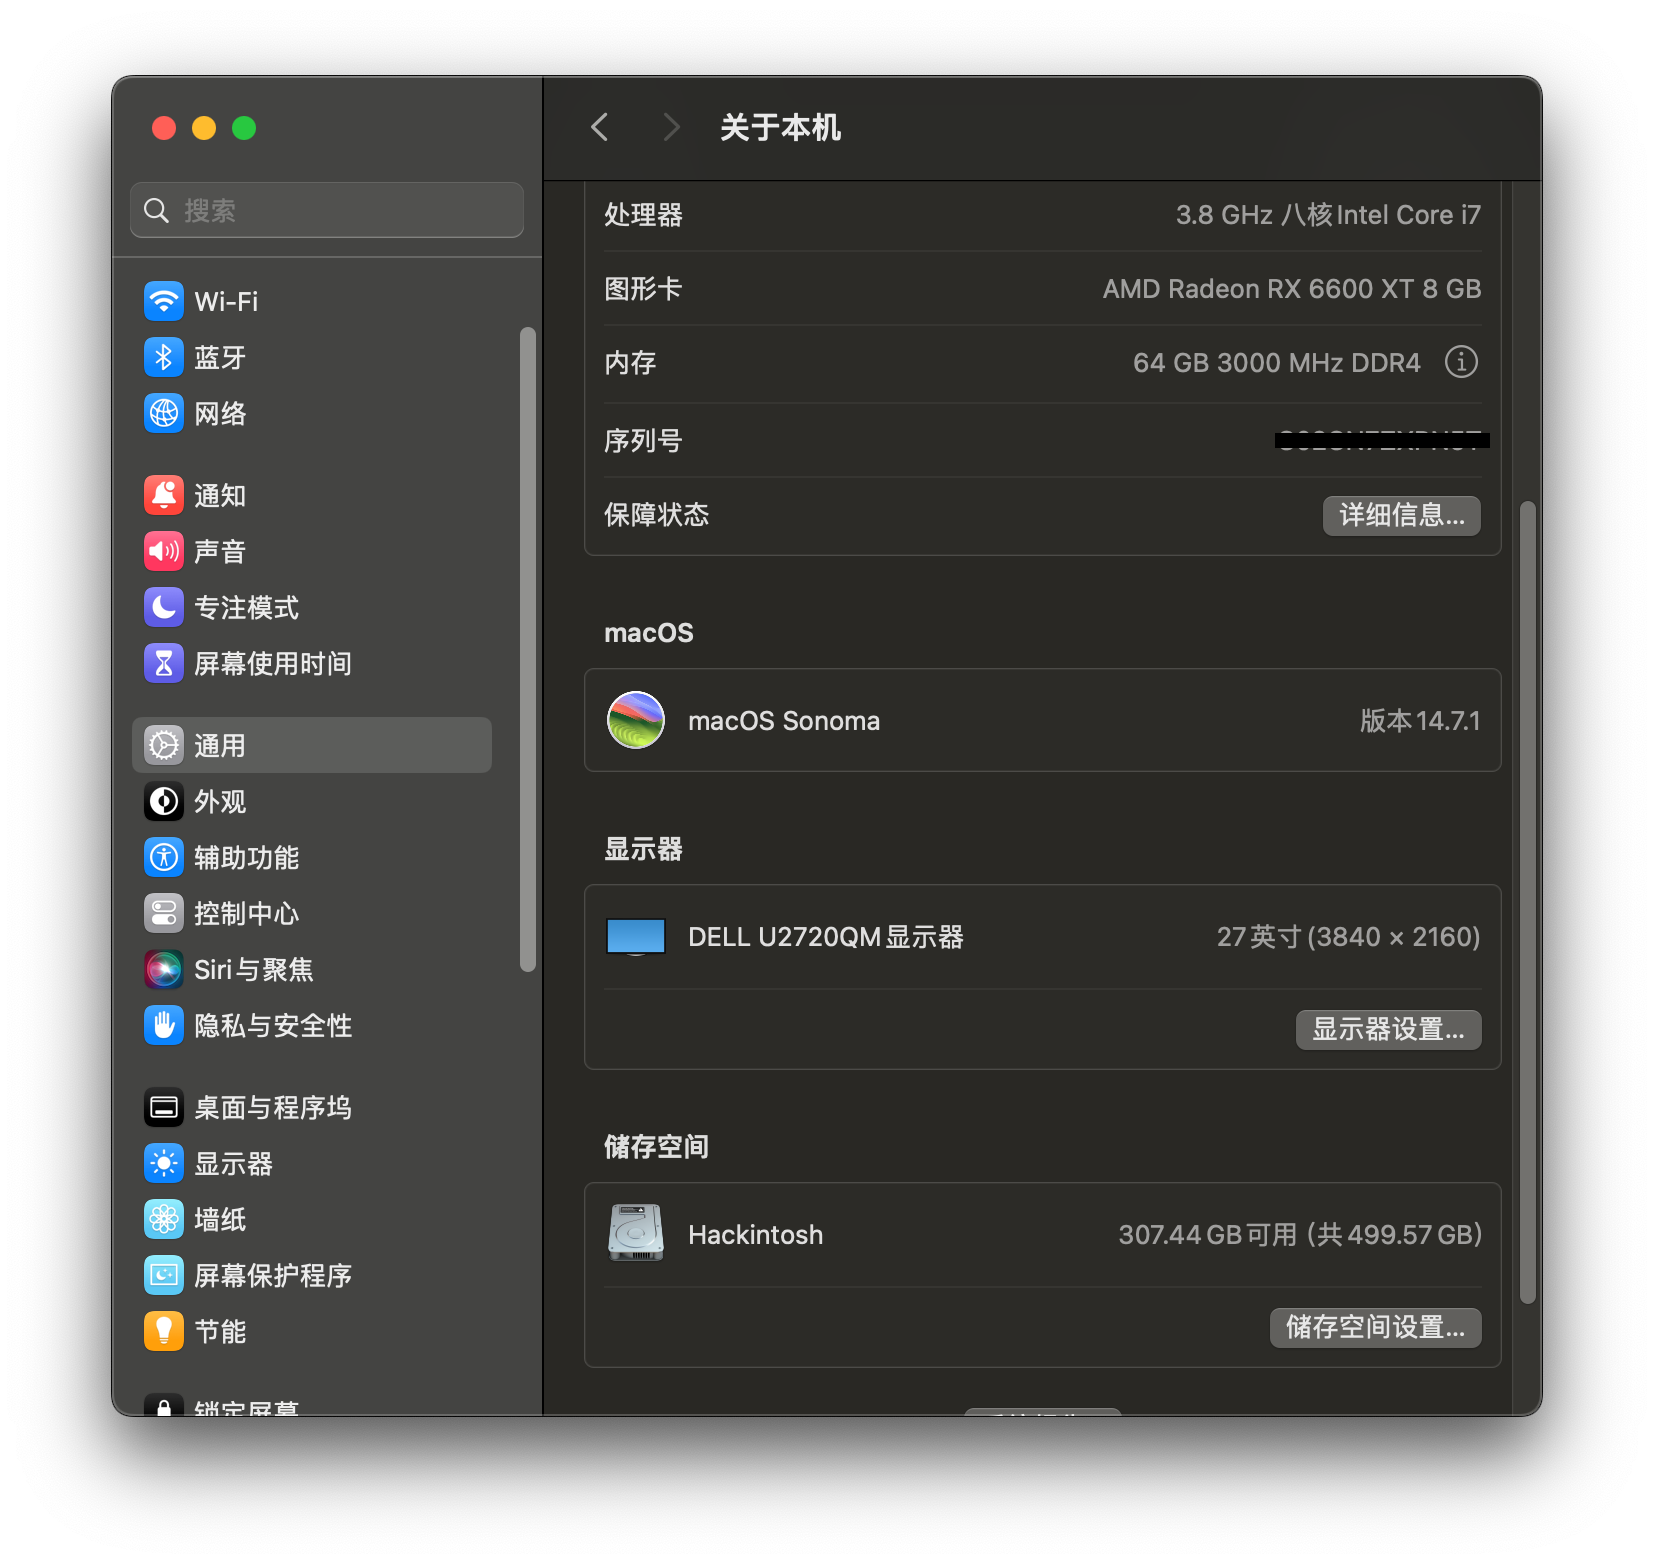 关于本机
搜索
Wi-Fi
蓝牙
网络
通知
声音
专注模式
屏幕使用时间
通用
外观
辅助功能
控制中心
Siri与聚焦
隐私与安全性
桌面与程序坞
显示器
墙纸
屏幕保护程序
节能
锁定屏幕
处理器 3.8 GHz 八核Intel Core i7
图形卡 AMD Radeon RX 6600 XT 8 GB
内存 64 GB 3000 MHz DDR4
序列号
保障状态 详细信息...
macOS
macOS Sonoma 版本14.7.1
显示器
DELL U2720QM显示器 27英寸 (3840 × 2160)
显示器设置...
储存空间
Hackintosh 307.44 GB可用 (共499.57 GB)
储存空间设置...